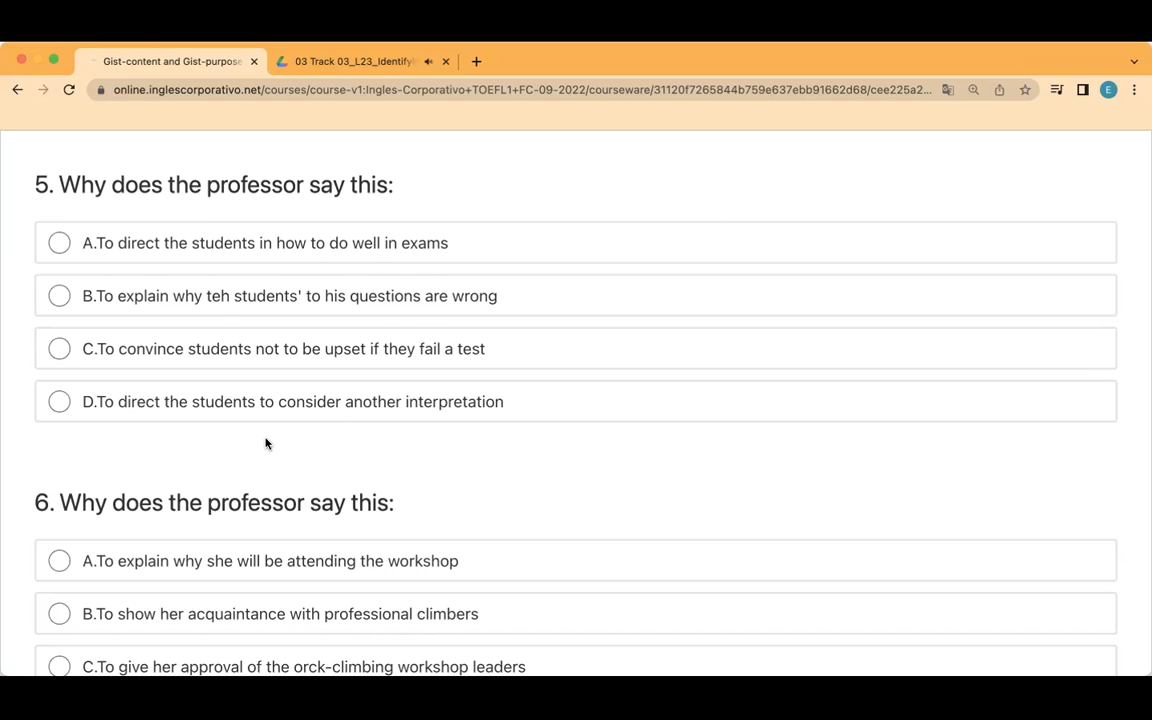 Gist-content and Gist-purpose
03 Track 03_L23_Identify
online.inglescorporativo.net/courses/course-v1:Ingles-Corporativo+TOEFL1+FC-09-2022/courseware/31120f7265844b759e637ebb91662d68/cee225a2...
E
5. Why does the professor say this:
A.To direct the students in how to do well in exams
B.To explain why teh students' to his questions are wrong
C.To convince students not to be upset if they fail a test
D.To direct the students to consider another interpretation
6. Why does the professor say this:
A.To explain why she will be attending the workshop
B.To show her acquaintance with professional climbers
C.To give her approval of the orck-climbing workshop leaders